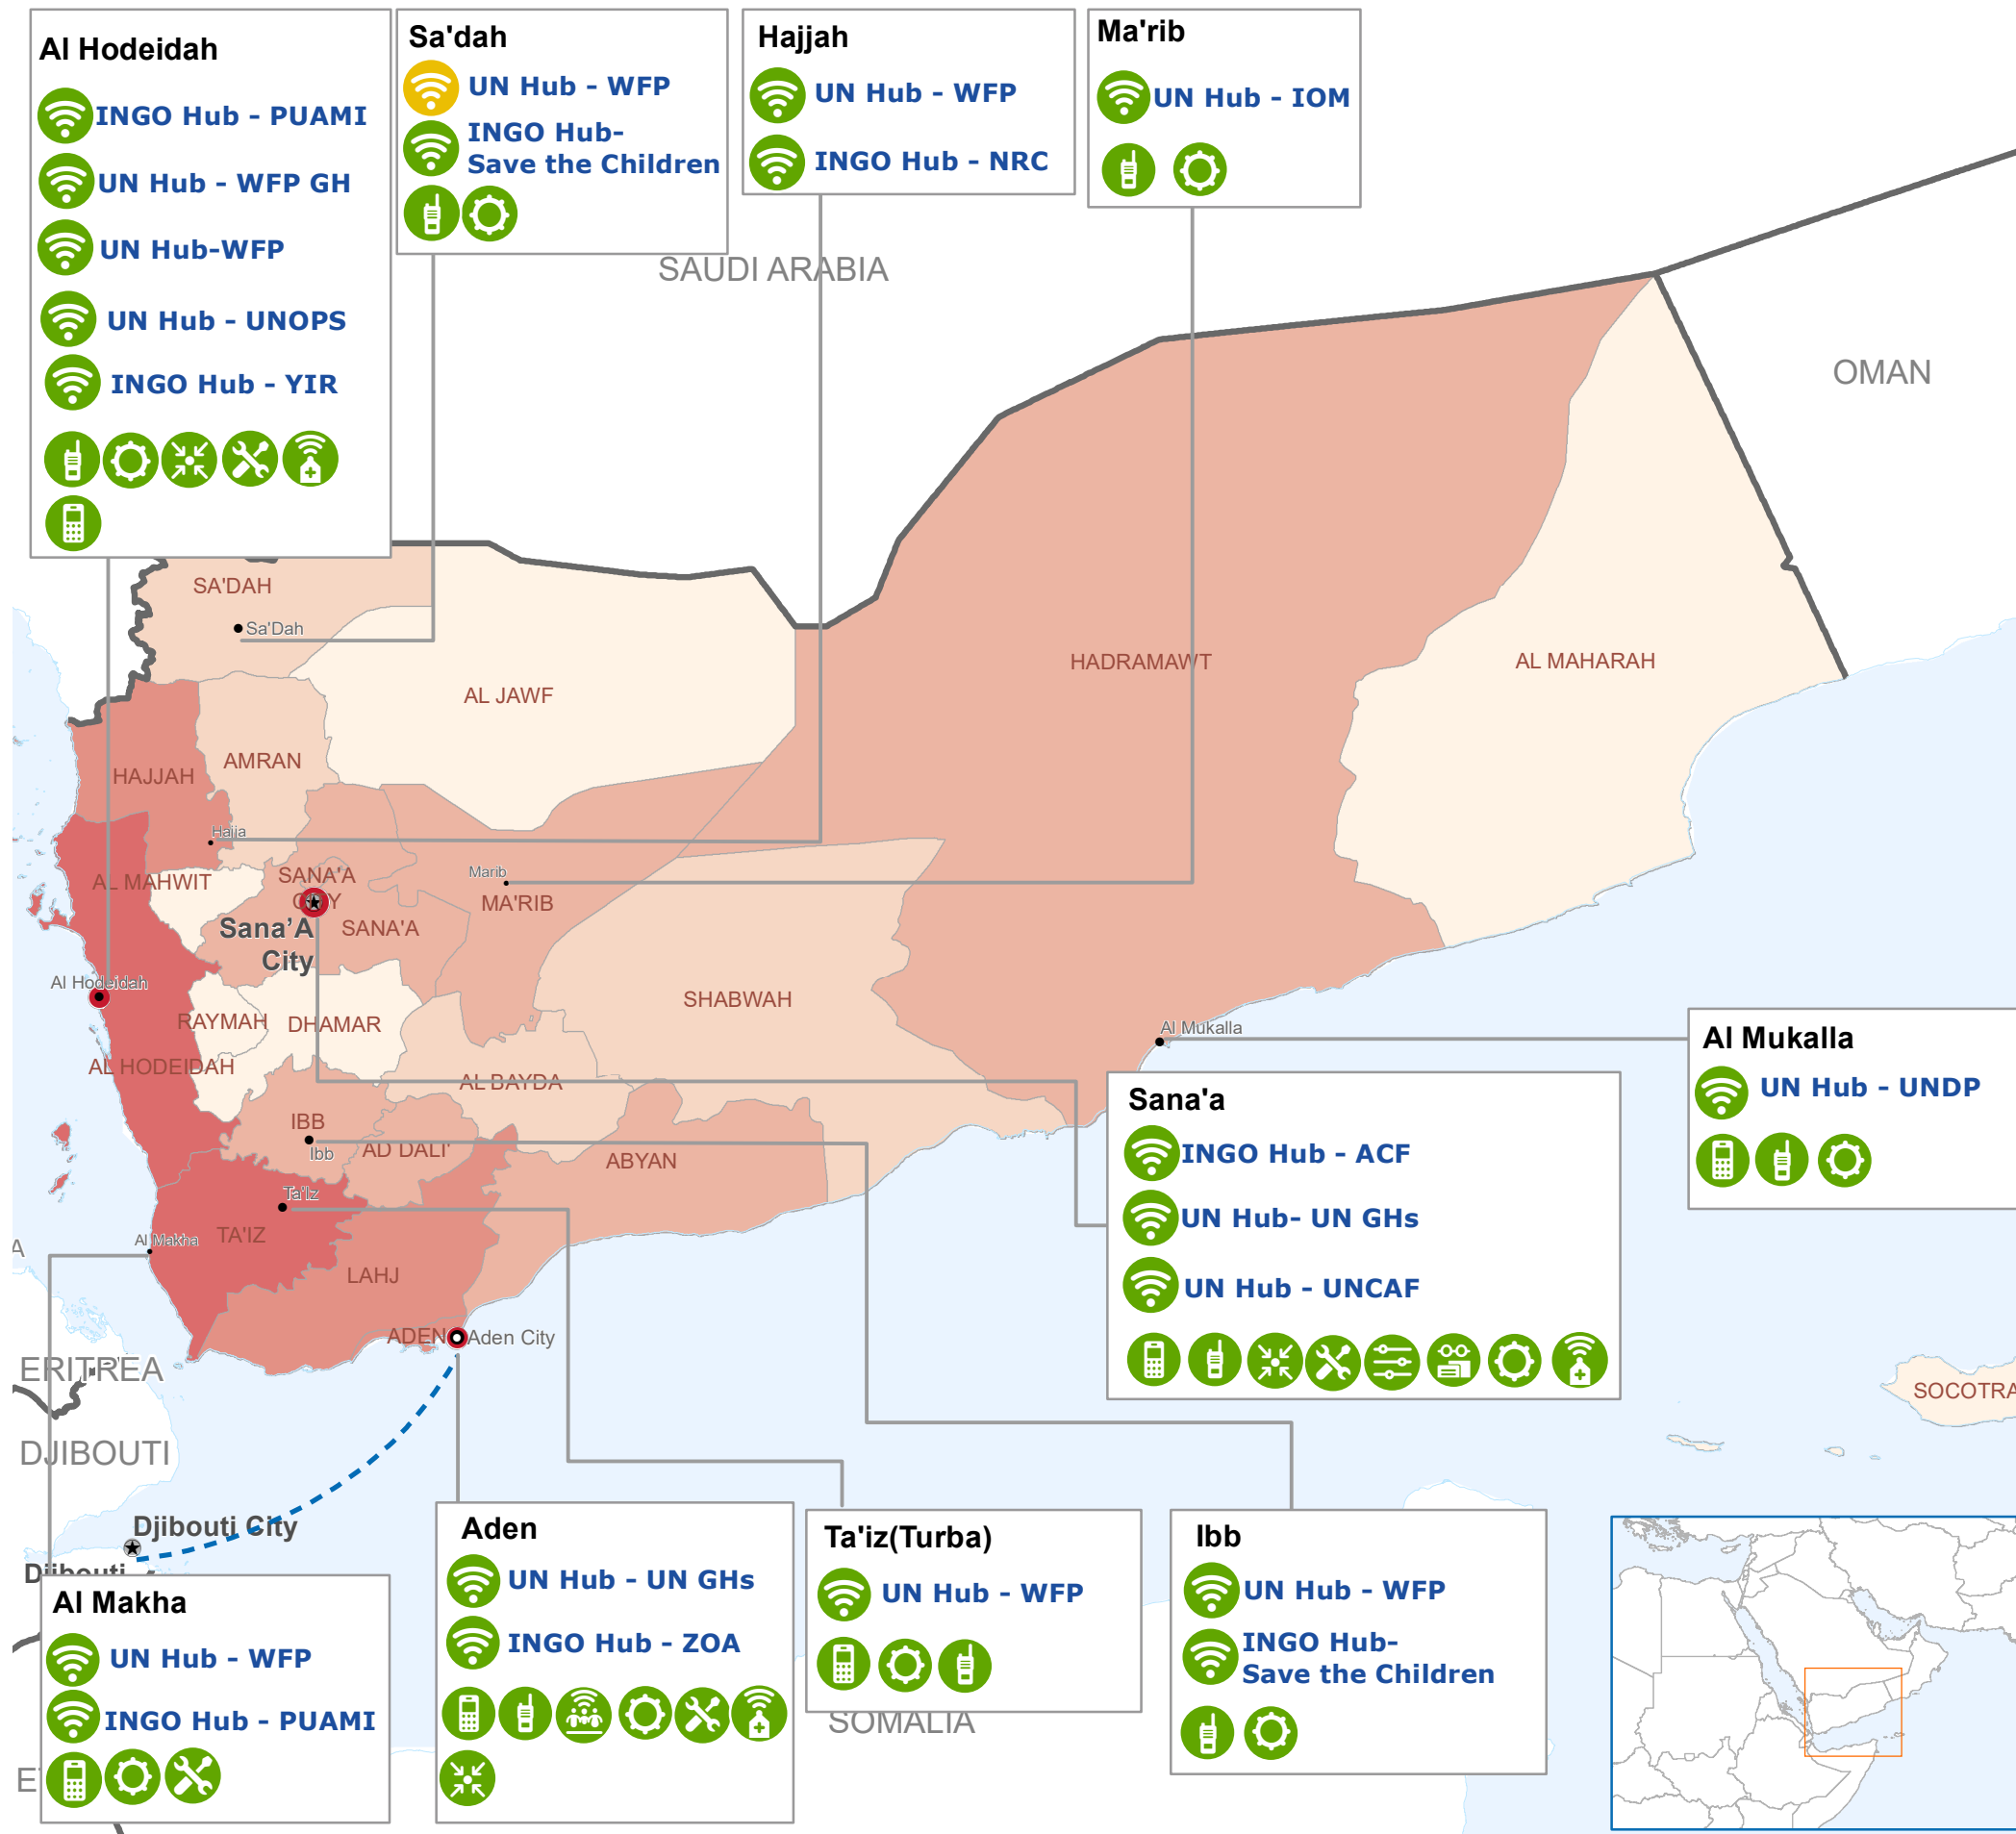 Al Hodeidah
INGO Hub - PUAMI
UN Hub - WFP GH
UN Hub-WFP
UN Hub - UNOPS
INGO Hub - YIR
Sa'dah
UN Hub - WFP
INGO Hub-
Save the Children
Hajjah
UN Hub - WFP
INGO Hub - NRC
Ma'rib
UN Hub - IOM
SAUDI ARABIA
OMAN
SA'DAH
Sa'Dah
AL JAWF
HADRAMAWT
AL MAHARAH
AMRAN
HAJJAH
Hajja
AL MAHWIT
SANA'A
CITY
Sana'A
City
SANA'A
Marib
MA'RIB
Al Hodeidah
RAYMAH
DHAMAR
SHABWAH
AL HODEIDAH
AL BAYDA
Al Mukalla
IBB
Ibb
AD DALI'
ABYAN
Ta'Iz
TA'IZ
Al Makha
LAHJ
ADEN
Aden City
A
ERITREA
DJIBOUTI
Djibouti City
Djibouti
SOCOTRA
SOMALIA
Al Mukalla
UN Hub - UNDP
Sana'a
INGO Hub - ACF
UN Hub- UN GHs
UN Hub - UNCAF
Al Makha
UN Hub - WFP
INGO Hub - PUAMI
Aden
UN Hub - UN GHs
INGO Hub - ZOA
Ta'iz(Turba)
UN Hub - WFP
Ibb
UN Hub - WFP
INGO Hub-
Save the Children